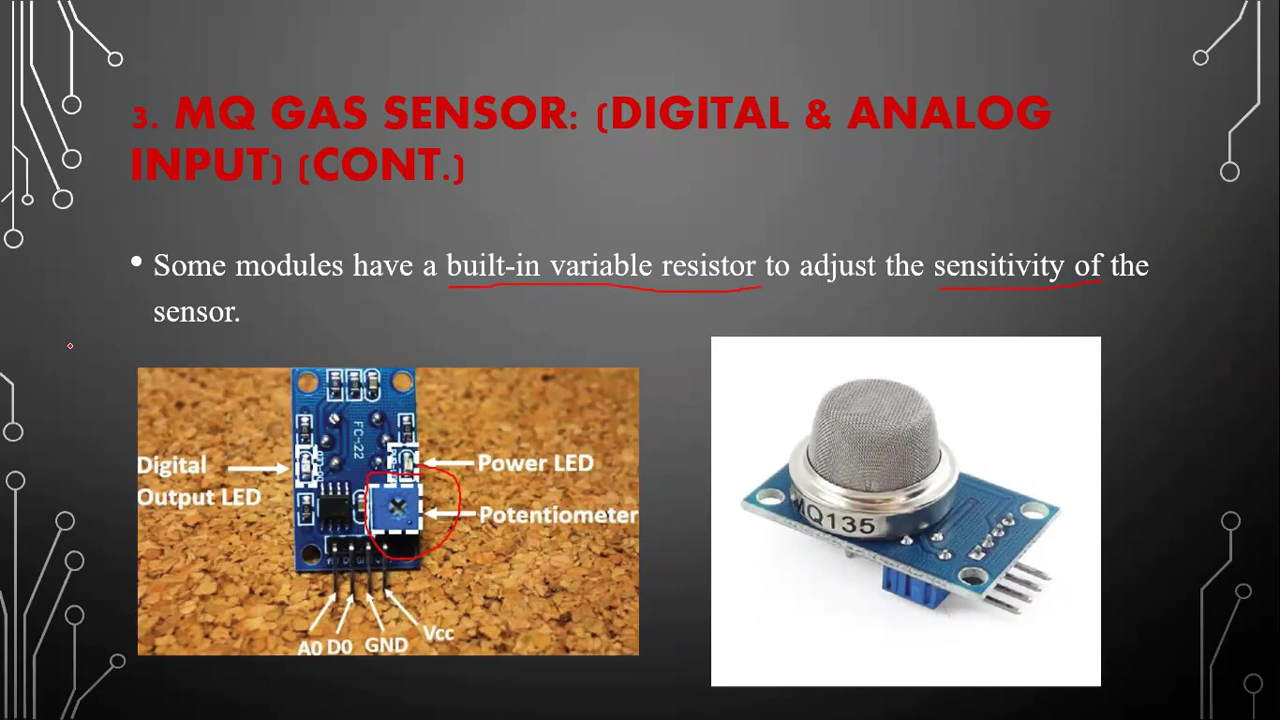 3. MQ GAS SENSOR: (DIGITAL & ANALOG
INPUT) (CONT.)
• Some modules have a built-in variable resistor to adjust the sensitivity of the
sensor.
Digital
Output LED
FC-22
Power LED
Potentiometer
A0 D0 GND Vcc
MQ135